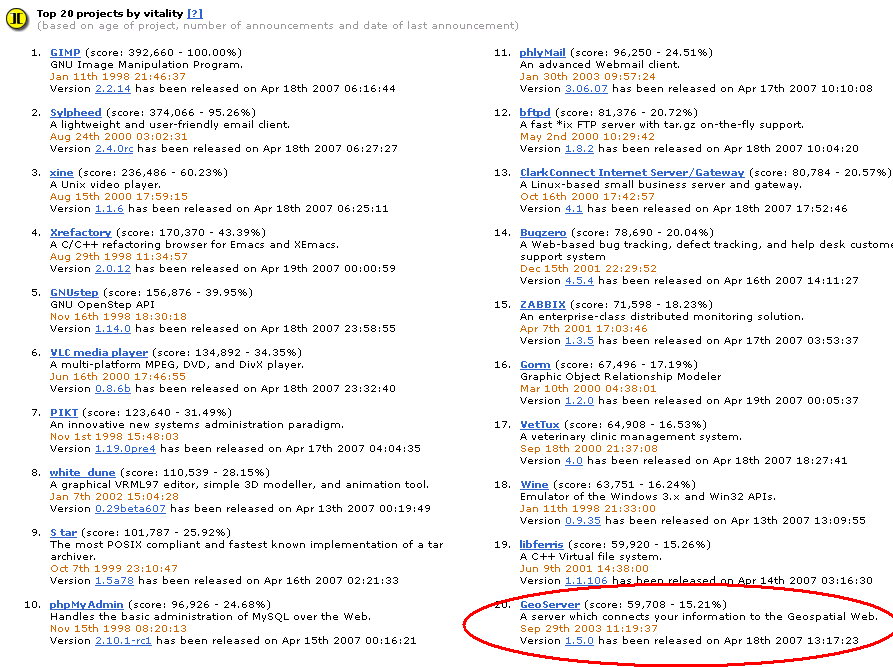 Top 20 projects by vitality [?]
(based on age of project, number of announcements and date of last announcement)
1. GIMP (score: 392,660 - 100.00%)
GNU Image Manipulation Program.
Jan 11th 1998 21:46:37
Version 2.2.14 has been released on Apr 18th 2007 06:16:44
2. Sylpheed (score: 374,066 - 95.26%)
A lightweight and user-friendly email client.
Aug 24th 2000 03:02:31
Version 2.4.0rc has been released on Apr 18th 2007 06:27:27
3. xine (score: 236,486 - 60.23%)
A Unix video player.
Aug 15th 2000 17:59:15
Version 1.1.6 has been released on Apr 18th 2007 06:25:11
4. Xrefactory (score: 170,370 - 43.39%)
A C/C++ refactoring browser for Emacs and XEmacs.
Aug 29th 1998 11:34:57
Version 2.0.12 has been released on Apr 19th 2007 00:00:59
5. GNUstep (score: 156,876 - 39.95%)
GNU OpenStep API
Nov 16th 1998 18:30:18
Version 1.14.0 has been released on Apr 18th 2007 23:58:55
6. VLC media player (score: 134,892 - 34.35%)
A multi-platform MPEG, DVD, and DivX player.
Jun 16th 2000 17:46:55
Version 0.8.6b has been released on Apr 18th 2007 23:32:40
7. PIKT (score: 123,640 - 31.49%)
An innovative new systems administration paradigm.
Nov 1st 1998 15:48:03
Version 1.19.0pre4 has been released on Apr 17th 2007 04:04:35
8. white_dune (score: 110,539 - 28.15%)
A graphical VRML97 editor, simple 3D modeller, and animation tool.
Jan 7th 2002 15:04:28
Version 0.29beta607 has been released on Apr 13th 2007 00:19:49
9. S tar (score: 101,787 - 25.92%)
The most POSIX compliant and fastest known implementation of a tar
archiver.
Oct 7th 1999 23:10:47
Version 1.5a78 has been released on Apr 16th 2007 02:21:33
10. phpMyAdmin (score: 96,926 - 24.68%)
Handles the basic administration of MySQL over the Web.
Nov 15th 1998 08:20:13
Version 2.10.1-rc1 has been released on Apr 15th 2007 00:16:21
11. phlyMail (score: 96,250 - 24.51%)
An advanced Webmail client.
Jan 30th 2003 09:57:24
Version 3.06.07 has been released on Apr 17th 2007 10:10:08
12. bftpd (score: 81,376 - 20.72%)
A fast *ix FTP server with tar.gz on-the-fly support.
May 2nd 2000 10:29:42
Version 1.8.2 has been released on Apr 18th 2007 10:04:20
13. ClarkConnect Internet Server/Gateway (score: 80,784 - 20.57%)
A Linux-based small business server and gateway.
Oct 16th 2000 17:42:57
Version 4.1 has been released on Apr 18th 2007 17:52:46
14. Bugzero (score: 78,690 - 20.04%)
A Web-based bug tracking, defect tracking, and help desk custome
support system
Dec 15th 2001 22:29:52
Version 4.5.4 has been released on Apr 16th 2007 14:11:27
15. ZABBIX (score: 71,598 - 18.23%)
An enterprise-class distributed monitoring solution.
Apr 7th 2001 17:03:46
Version 1.3.5 has been released on Apr 17th 2007 03:53:37
16. Gorm (score: 67,496 - 17.19%)
Graphic Object Relationship Modeler
Mar 10th 2000 04:38:01
Version 1.2.0 has been released on Apr 19th 2007 00:05:37
17. VetTux (score: 64,908 - 16.53%)
A veterinary clinic management system.
Sep 18th 2000 21:37:08
Version 4.0 has been released on Apr 18th 2007 18:27:41
18. Wine (score: 63,751 - 16.24%)
Emulator of the Windows 3.x and Win32 APIs.
Jan 11th 1998 21:33:00
Version 0.9.35 has been released on Apr 13th 2007 13:09:55
19. libferris (score: 59,920 - 15.26%)
A C++ Virtual file system.
Jun 9th 2001 14:38:00
Version 1.1.106 has been released on Apr 14th 2007 03:16:30
20. GeoServer (score: 59,708 - 15.21%)
A server which connects your information to the Geospatial Web.
Sep 29th 2003 11:19:37
Version 1.5.0 has been released on Apr 18th 2007 13:17:23